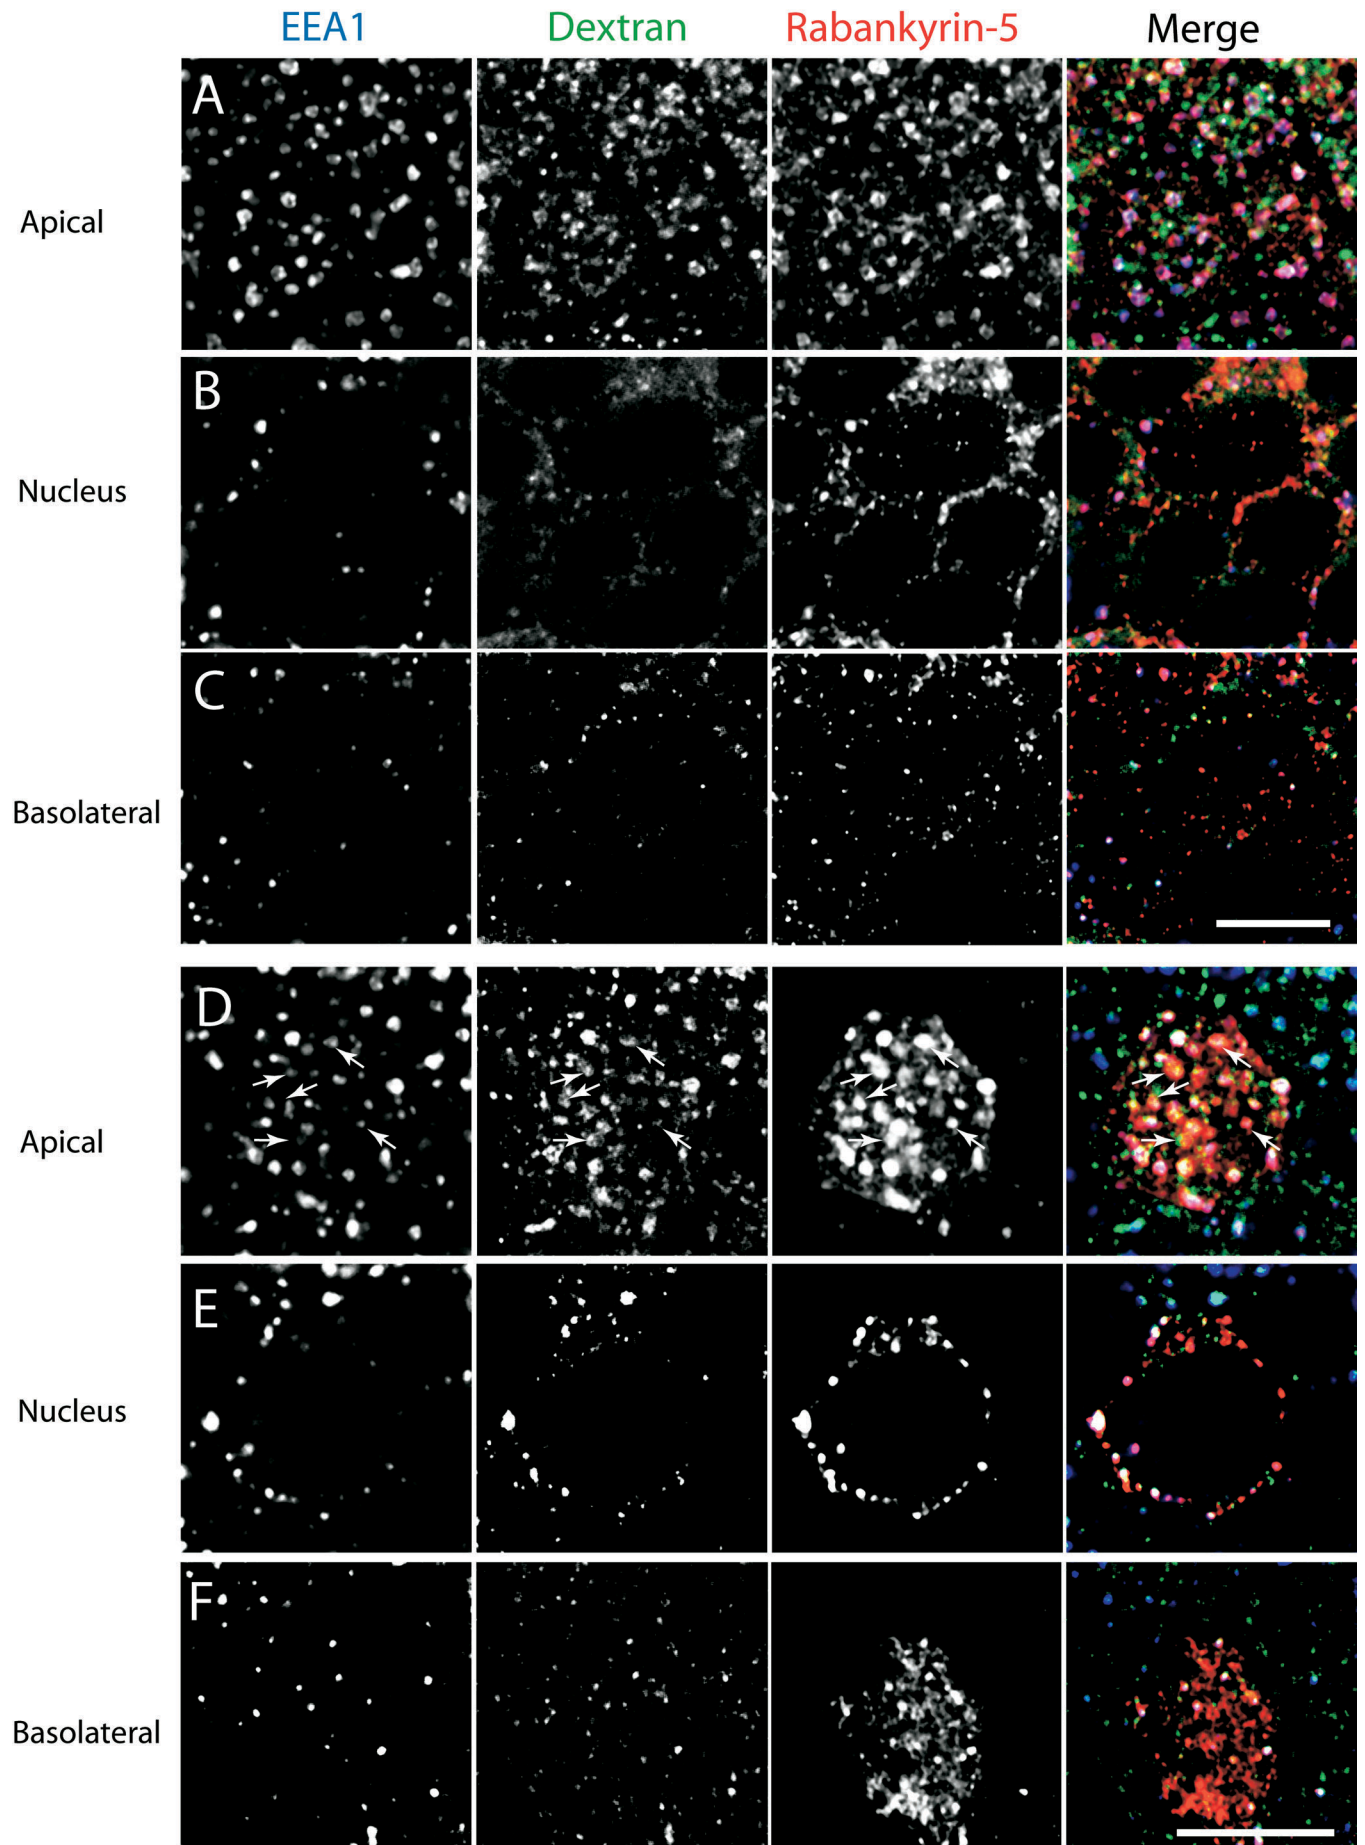 EEA1 Dextran Rabankyrin-5 Merge
A
Apical
B
Nucleus
C
Basolateral
D
Apical
E
Nucleus
F
Basolateral